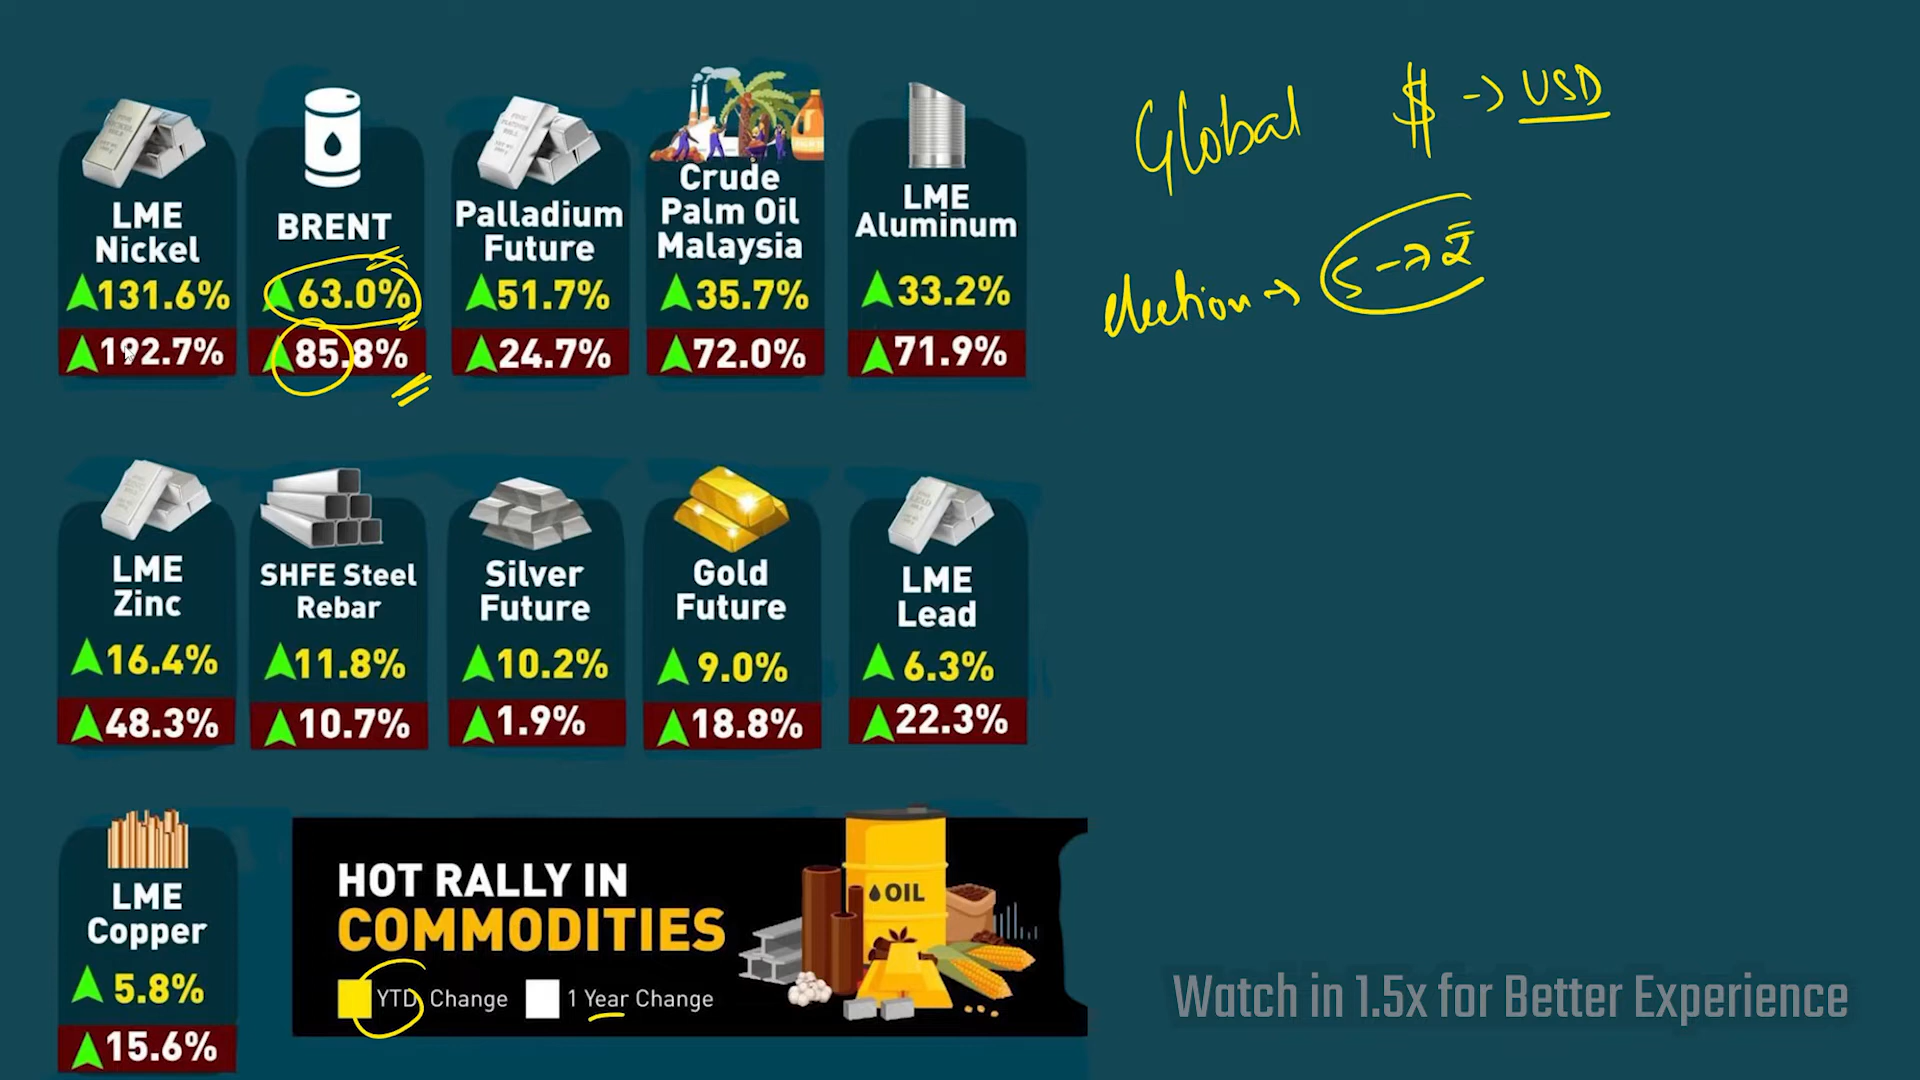 LME
Nickel
131.6%
192.7%
BRENT
63.0%
85.8%
Palladium
Future
51.7%
24.7%
Crude
Palm Oil
Malaysia
35.7%
72.0%
LME
Aluminum
33.2%
71.9%
Global $ → USD
election →
LME
Zinc
16.4%
48.3%
SHFE Steel
Rebar
11.8%
10.7%
Silver
Future
10.2%
1.9%
Gold
Future
9.0%
18.8%
LME
Lead
6.3%
22.3%
LME
Copper
5.8%
15.6%
HOT RALLY IN
COMMODITIES
YTD Change 1 Year Change
OIL
Watch in 1.5x for Better Experience